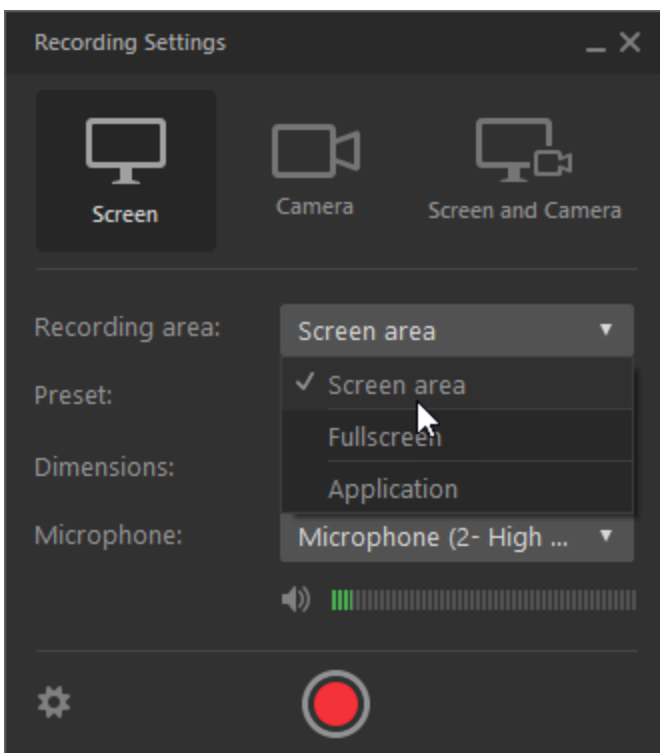 Recording Settings
Screen
Camera
Screen and Camera
Recording area:
Screen area
Screen area
Preset:
Fullscreen
Dimensions:
Application
Microphone:
Microphone (2- High ...